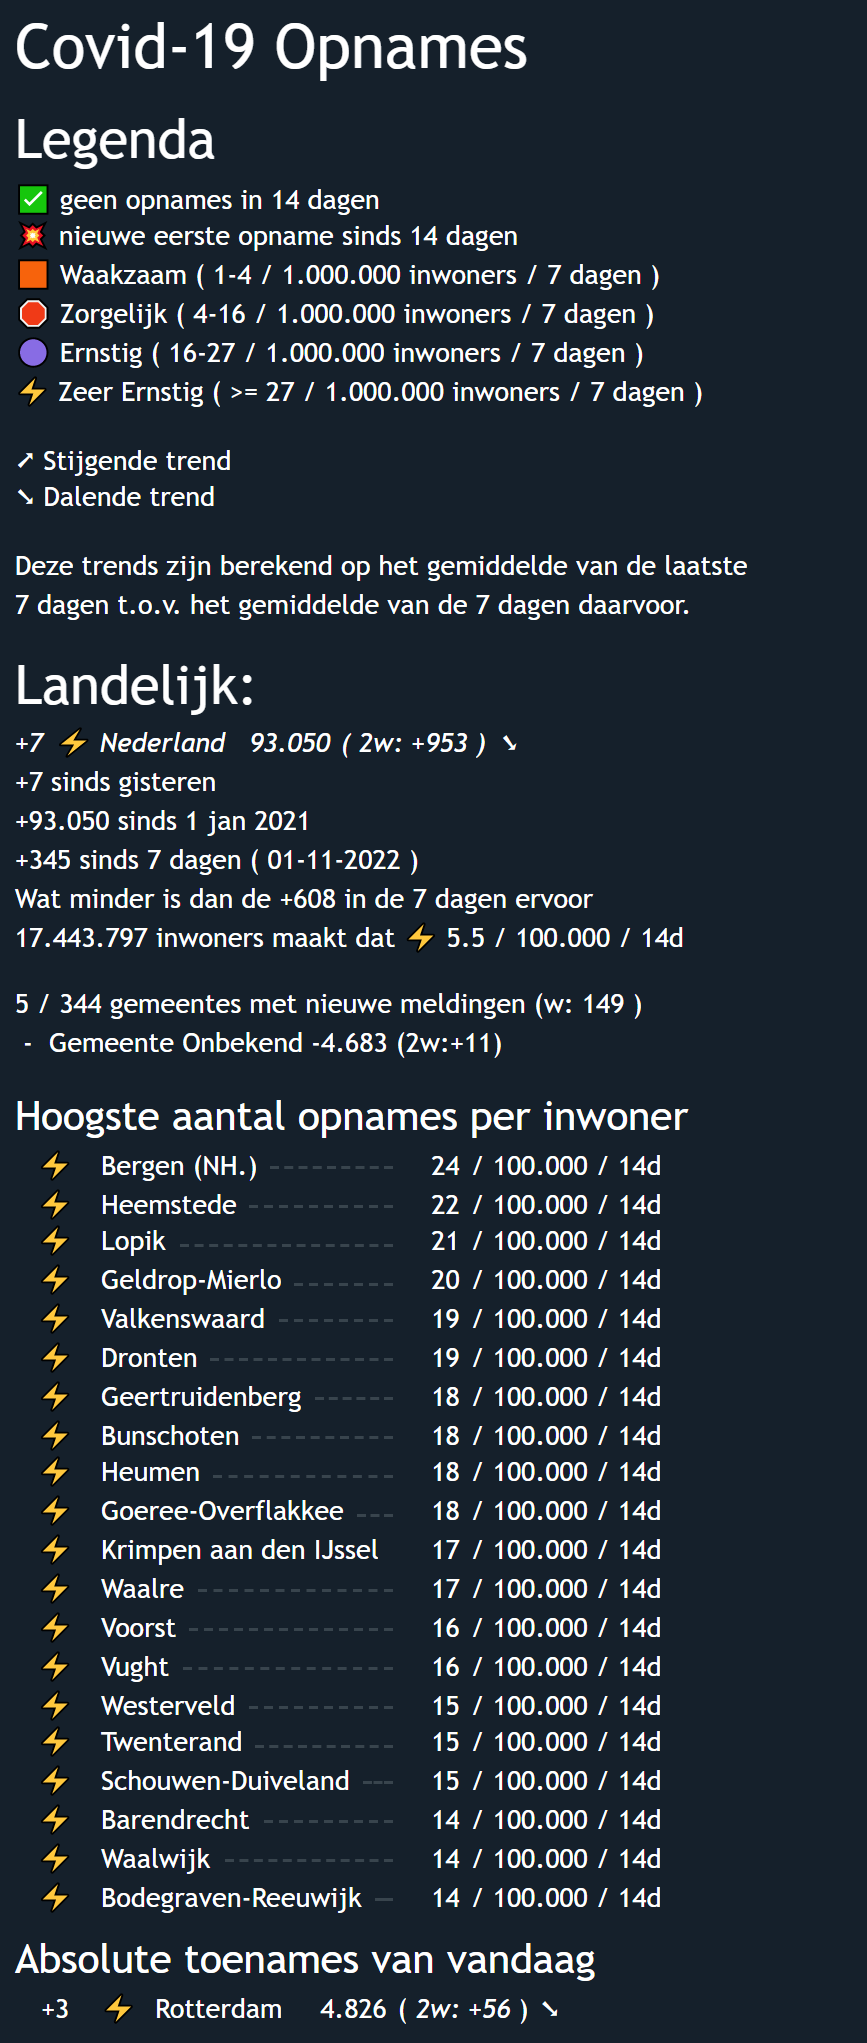 Covid-19 Opnames
Legenda
✅ geen opnames in 14 dagen
💥 nieuwe eerste opname sinds 14 dagen
🟧 Waakzaam ( 1-4 / 1.000.000 inwoners / 7 dagen )
🛑 Zorgelijk ( 4-16 / 1.000.000 inwoners / 7 dagen )
🟣 Ernstig ( 16-27 / 1.000.000 inwoners / 7 dagen )
⚡ Zeer Ernstig ( >= 27 / 1.000.000 inwoners / 7 dagen )
➚ Stijgende trend
➘ Dalende trend
Deze trends zijn berekend op het gemiddelde van de laatste
7 dagen t.o.v. het gemiddelde van de 7 dagen daarvoor.
Landelijk:
+7 ⚡ Nederland 93.050 ( 2w: +953 ) ➘
+7 sinds gisteren
+93.050 sinds 1 jan 2021
+345 sinds 7 dagen ( 01-11-2022 )
Wat minder is dan de +608 in de 7 dagen ervoor
17.443.797 inwoners maakt dat ⚡ 5.5 / 100.000 / 14d
5 / 344 gemeentes met nieuwe meldingen (w: 149 )
- Gemeente Onbekend -4.683 (2w:+11)
Hoogste aantal opnames per inwoner
⚡ Bergen (NH.) --------- 24 / 100.000 / 14d
⚡ Heemstede ----------- 22 / 100.000 / 14d
⚡ Lopik ---------------- 21 / 100.000 / 14d
⚡ Geldrop-Mierlo ------- 20 / 100.000 / 14d
⚡ Valkenswaard -------- 19 / 100.000 / 14d
⚡ Dronten -------------- 19 / 100.000 / 14d
⚡ Geertruidenberg ------ 18 / 100.000 / 14d
⚡ Bunschoten ---------- 18 / 100.000 / 14d
⚡ Heumen ------------- 18 / 100.000 / 14d
⚡ Goeree-Overflakkee --- 18 / 100.000 / 14d
⚡ Krimpen aan den IJssel 17 / 100.000 / 14d
⚡ Waalre -------------- 17 / 100.000 / 14d
⚡ Voorst --------------- 16 / 100.000 / 14d
⚡ Vught --------------- 16 / 100.000 / 14d
⚡ Westerveld ----------- 15 / 100.000 / 14d
⚡ Twenterand ---------- 15 / 100.000 / 14d
⚡ Schouwen-Duiveland --- 15 / 100.000 / 14d
⚡ Barendrecht --------- 14 / 100.000 / 14d
⚡ Waalwijk ------------ 14 / 100.000 / 14d
⚡ Bodegraven-Reeuwijk -- 14 / 100.000 / 14d
Absolute toenames van vandaag
+3 ⚡ Rotterdam 4.826 ( 2w: +56 ) ➘